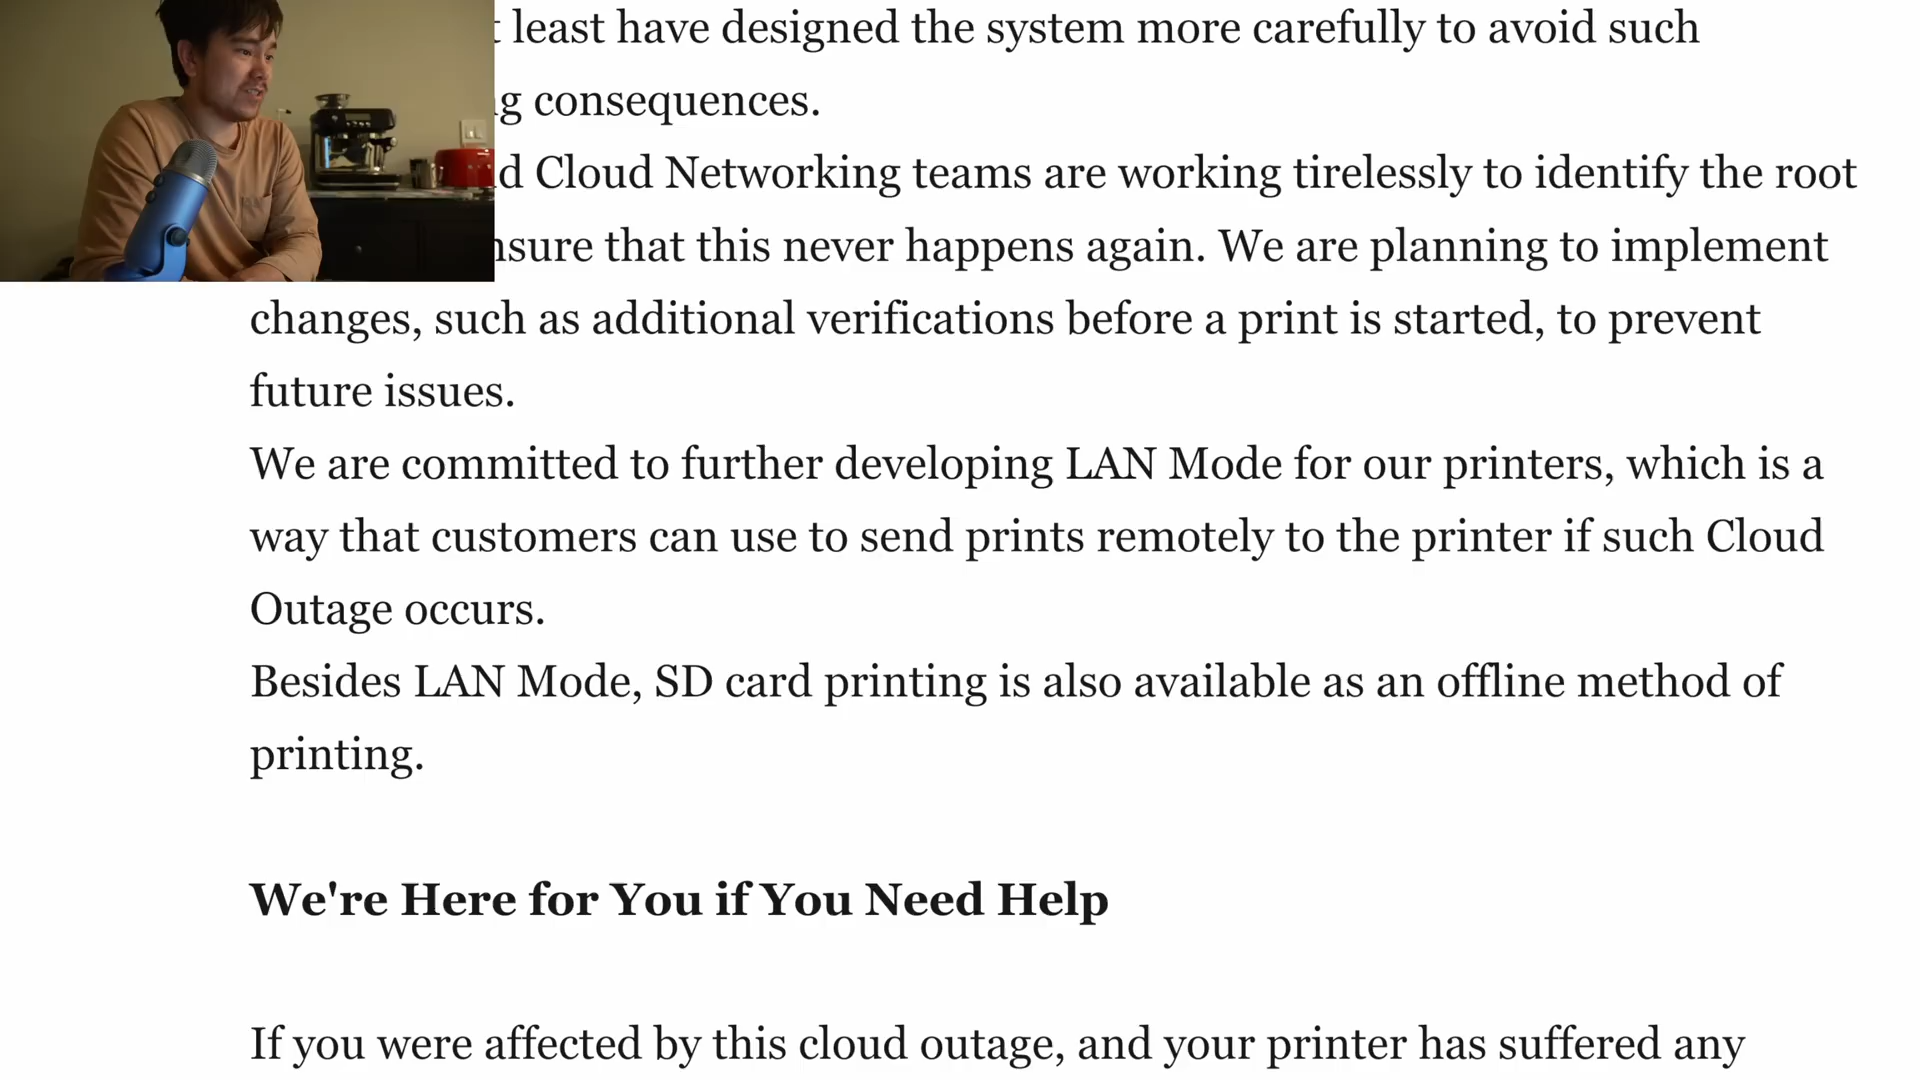 least have designed the system more carefully to avoid such
consequences.
Cloud Networking teams are working tirelessly to identify the root
that this never happens again. We are planning to implement
changes, such as additional verifications before a print is started, to prevent
future issues.
We are committed to further developing LAN Mode for our printers, which is a
way that customers can use to send prints remotely to the printer if such Cloud
Outage occurs.
Besides LAN Mode, SD card printing is also available as an offline method of
printing.
We're Here for You if You Need Help
If you were affected by this cloud outage, and your printer has suffered any